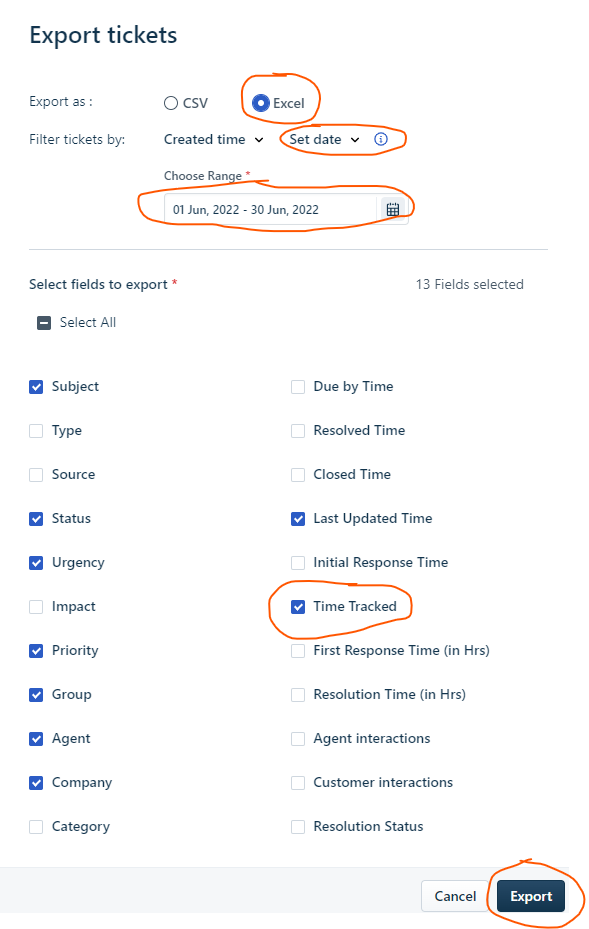 Export tickets
Export as :
CSV
Excel
Filter tickets by:
Created time
Set date
Choose Range *
01 Jun, 2022 - 30 Jun, 2022
Select fields to export *
13 Fields selected
Select All
Subject
Due by Time
Type
Resolved Time
Source
Closed Time
Status
Last Updated Time
Urgency
Initial Response Time
Impact
Time Tracked
Priority
First Response Time (in Hrs)
Group
Resolution Time (in Hrs)
Agent
Agent interactions
Company
Customer interactions
Category
Resolution Status
Cancel
Export